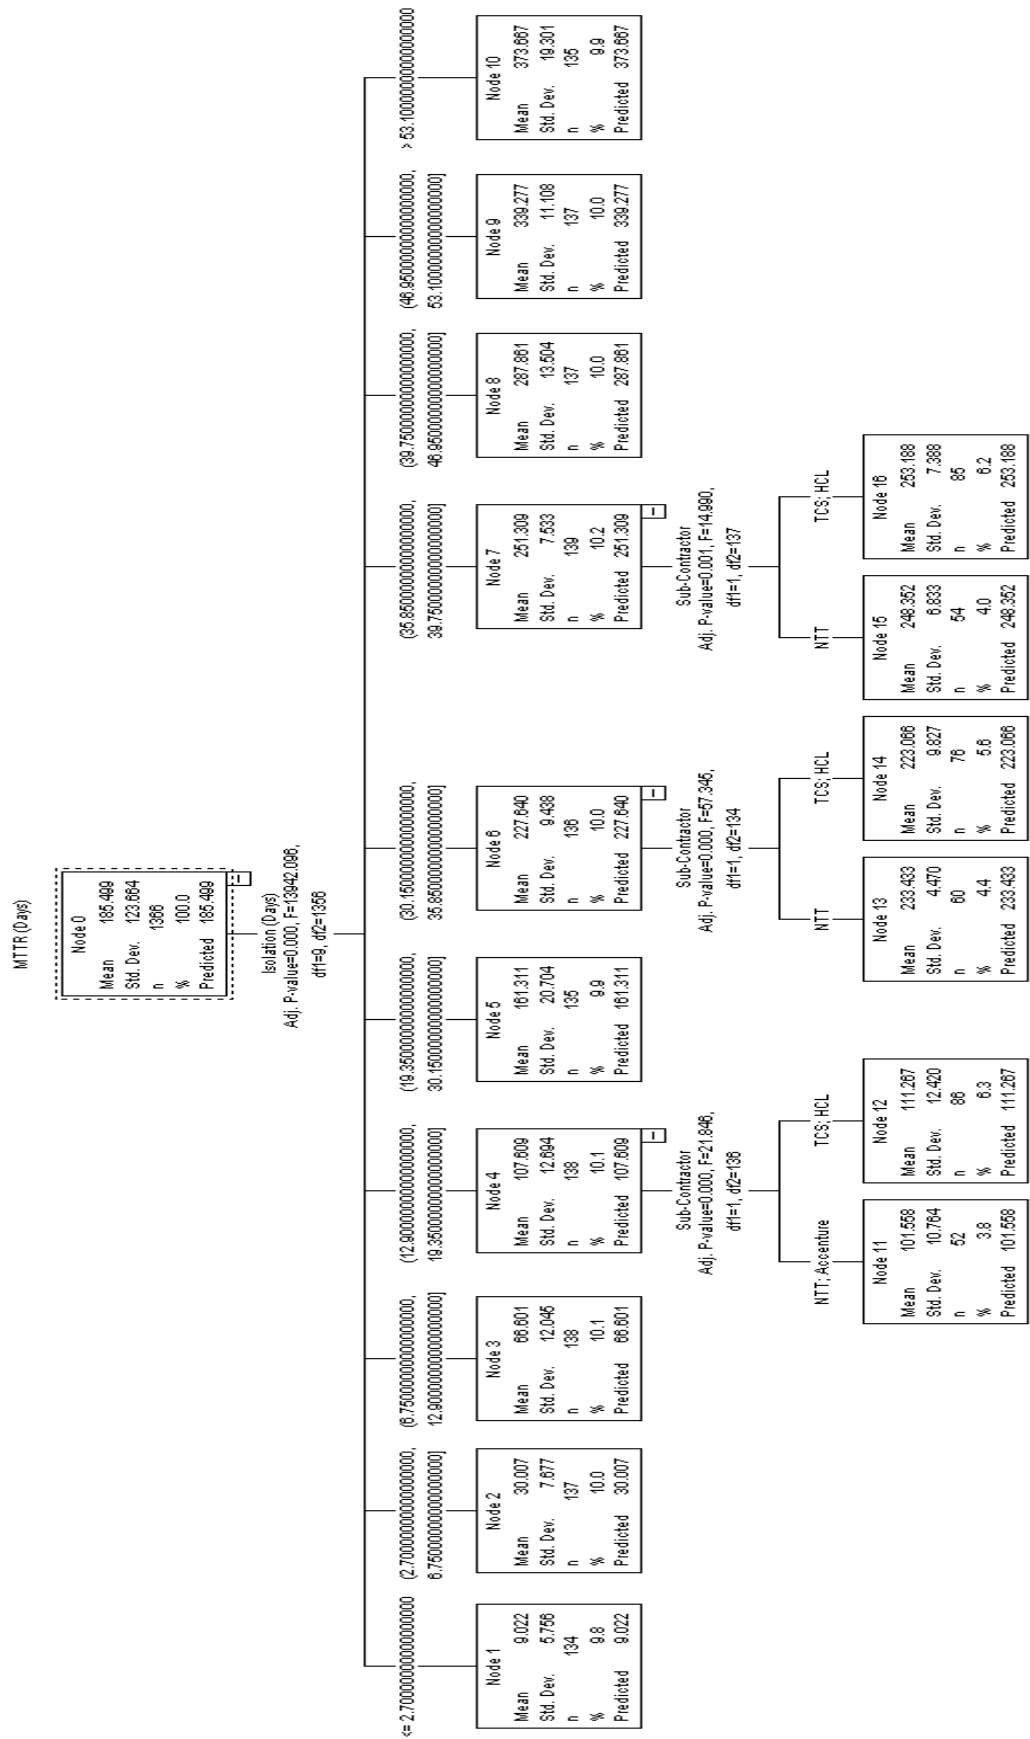 MTTR (Days)
Node 0
Mean 185.499
Std. Dev. 123.664
n 1366
% 100.0
Predicted 185.499
Isolation (Days)
Adj. P-value=0.000, F=13942.096,
df1=9, df2=1356
<= 2.7000000000000000
Node 1
Mean 9.022
Std. Dev. 5.756
n 134
% 9.8
Predicted 9.022
(2.7000000000000000,
6.7500000000000000]
Node 2
Mean 30.007
Std. Dev. 7.677
n 137
% 10.0
Predicted 30.007
(6.7500000000000000,
12.9000000000000000]
Node 3
Mean 66.601
Std. Dev. 12.045
n 138
% 10.1
Predicted 66.601
(12.9000000000000000,
19.3500000000000000]
Node 4
Mean 107.609
Std. Dev. 12.694
n 138
% 10.1
Predicted 107.609
(19.3500000000000000,
30.1500000000000000]
Node 5
Mean 161.311
Std. Dev. 20.704
n 135
% 9.9
Predicted 161.311
(30.1500000000000000,
35.8500000000000000]
Node 6
Mean 227.640
Std. Dev. 9.438
n 136
% 10.0
Predicted 227.640
(35.8500000000000000,
39.7500000000000000]
Node 7
Mean 251.309
Std. Dev. 7.533
n 139
% 10.2
Predicted 251.309
(39.7500000000000000,
46.9500000000000000]
Node 8
Mean 287.861
Std. Dev. 13.504
n 137
% 10.0
Predicted 287.861
(46.9500000000000000,
53.1000000000000000]
Node 9
Mean 339.277
Std. Dev. 11.108
n 137
% 10.0
Predicted 339.277
> 53.1000000000000000
Node 10
Mean 373.667
Std. Dev. 19.301
n 135
% 9.9
Predicted 373.667
Sub-Contractor
Adj. P-value=0.000, F=21.846,
df1=1, df2=136
NTT; Accenture
Node 11
Mean 101.558
Std. Dev. 10.764
n 52
% 3.8
Predicted 101.558
TCS; HCL
Node 12
Mean 111.267
Std. Dev. 12.420
n 86
% 6.3
Predicted 111.267
Sub-Contractor
Adj. P-value=0.000, F=57.345,
df1=1, df2=134
NTT
Node 13
Mean 233.433
Std. Dev. 4.470
n 60
% 4.4
Predicted 233.433
TCS; HCL
Node 14
Mean 223.066
Std. Dev. 9.827
n 76
% 5.6
Predicted 223.066
Sub-Contractor
Adj. P-value=0.001, F=14.990,
df1=1, df2=137
NTT
Node 15
Mean 248.352
Std. Dev. 6.833
n 54
% 4.0
Predicted 248.352
TCS; HCL
Node 16
Mean 253.188
Std. Dev. 7.388
n 85
% 6.2
Predicted 253.188